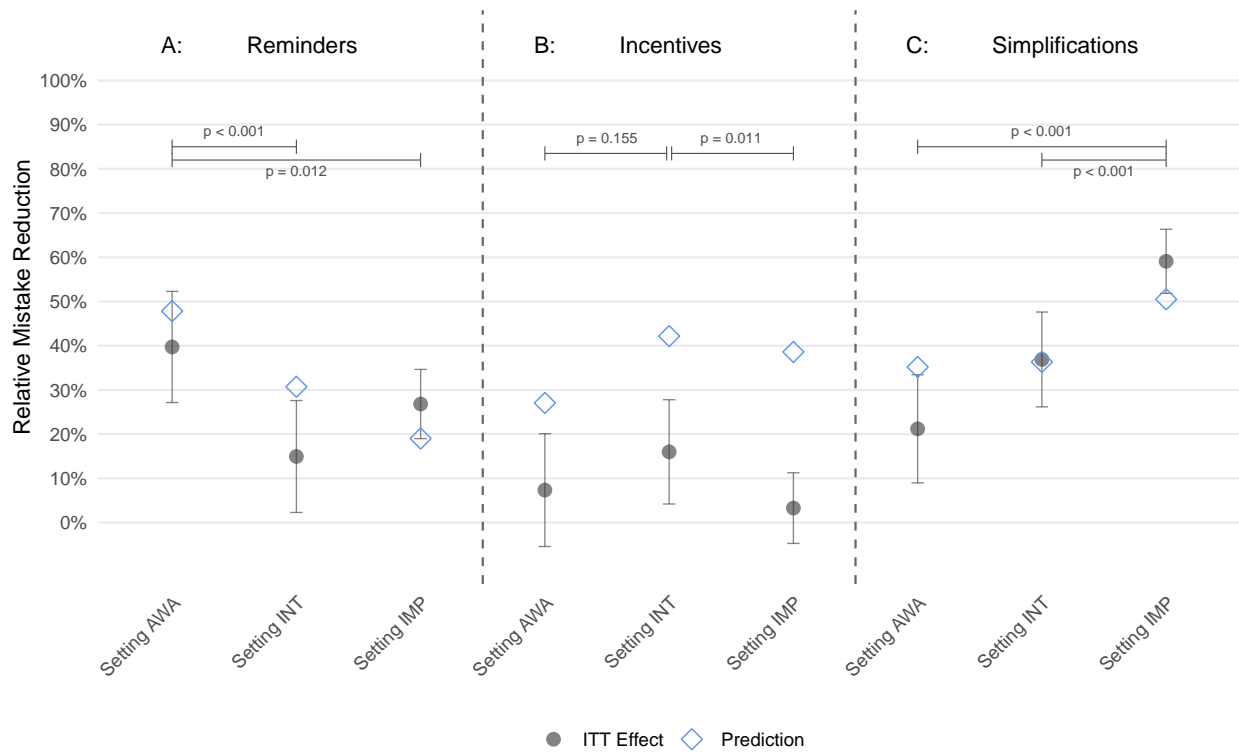 A: Reminders
B: Incentives
C: Simplifications
Relative Mistake Reduction
100%
90%
80%
70%
60%
50%
40%
30%
20%
10%
0%
p < 0.001
p = 0.012
p = 0.155
p = 0.011
p < 0.001
p < 0.001
Setting AWA
Setting INT
Setting IMP
Setting AWA
Setting INT
Setting IMP
Setting AWA
Setting INT
Setting IMP
ITT Effect
Prediction